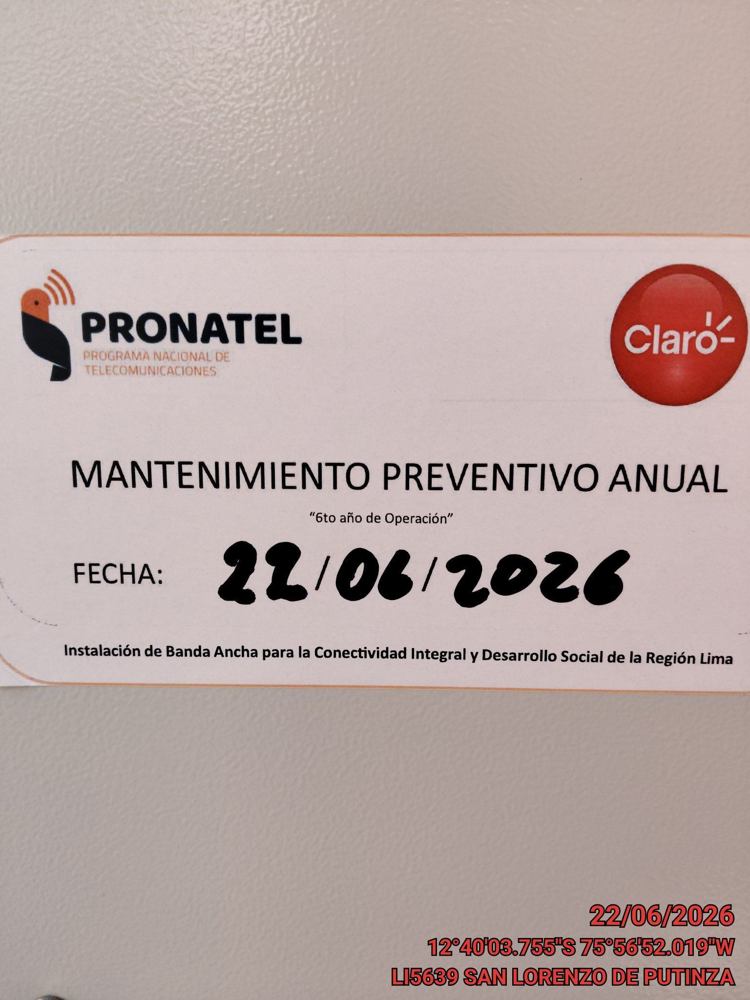 PRONATEL
PROGRAMA NACIONAL DE
TELECOMUNICACIONES
Claro
MANTENIMIENTO PREVENTIVO ANUAL
“6to año de Operación”
FECHA: 22/06/2026
Instalación de Banda Ancha para la Conectividad Integral y Desarrollo Social de la Región Lima
22/06/2026
12°40'03.755"S 75°56'52.019"W
LI5639 SAN LORENZO DE PUTINZA